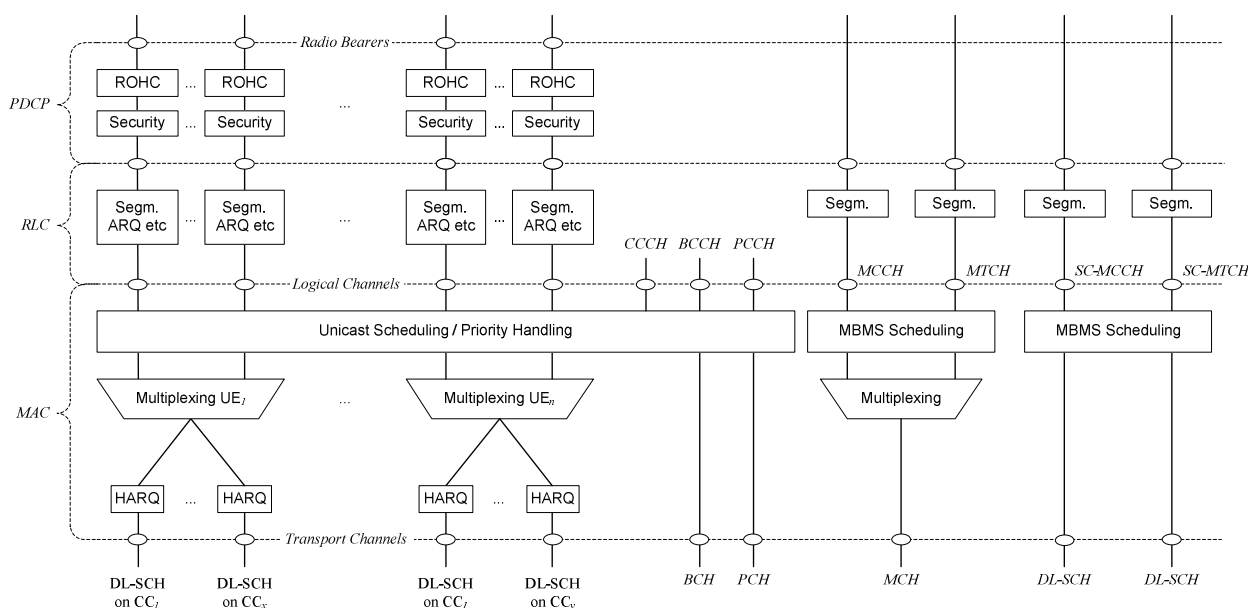 Radio Bearers
ROHC ... ROHC ROHC ... ROHC
PDCP ...
Security ... Security Security ... Security
Segm. Segm. Segm. Segm.
Segm. ARQ etc ... Segm. ARQ etc ... Segm. ARQ etc ... Segm. ARQ etc
RLC
CCCH BCCH PCCH
MCCH MTCH SC-MCCH SC-MTCH
Logical Channels
Unicast Scheduling / Priority Handling MBMS Scheduling MBMS Scheduling
Multiplexing UE1 ... Multiplexing UEn Multiplexing
MAC
HARQ ... HARQ HARQ ... HARQ
Transport Channels
DL-SCH DL-SCH DL-SCH DL-SCH BCH PCH MCH DL-SCH DL-SCH
on CC1 on CCx on CC1 on CCy